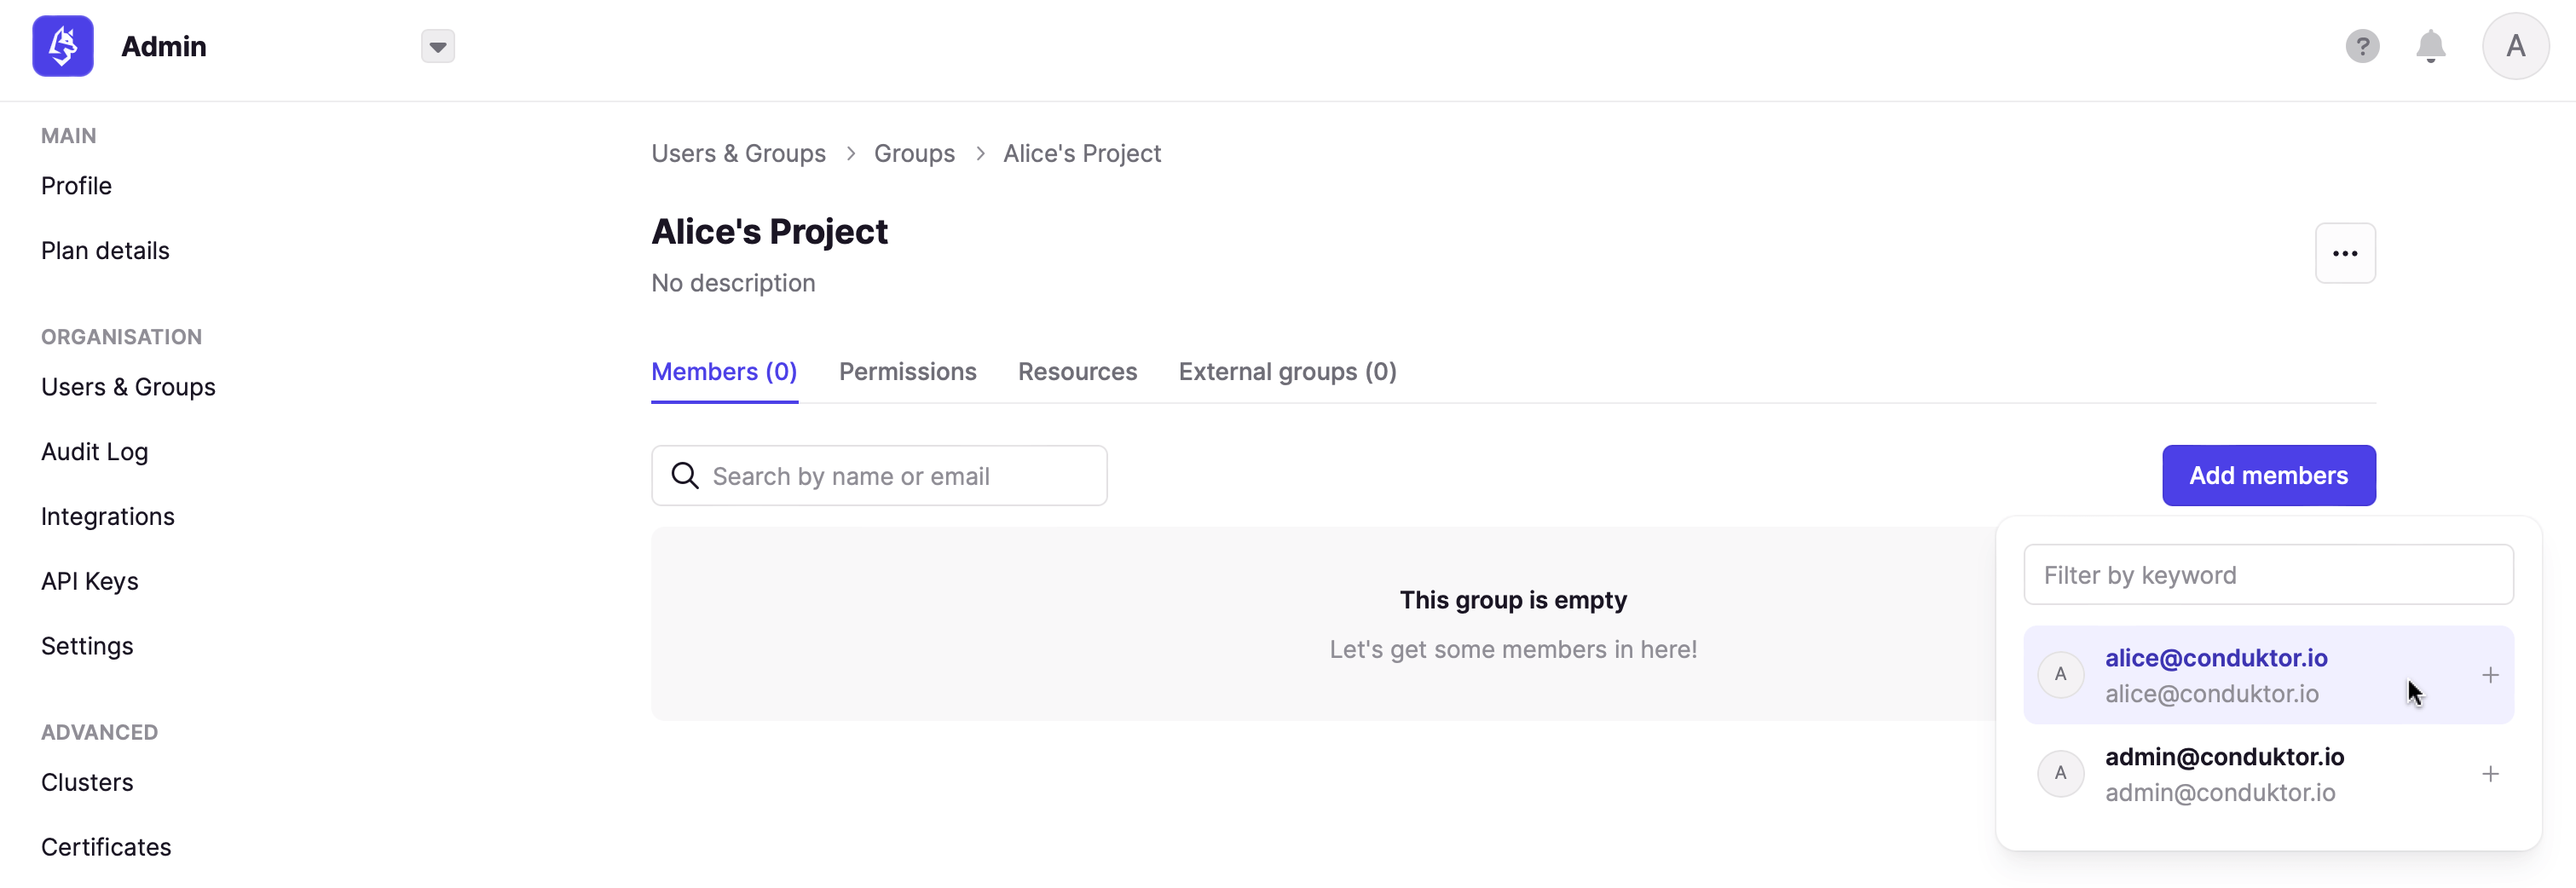 Admin
?
A
MAIN
Profile
Plan details
ORGANISATION
Users & Groups
Audit Log
Integrations
API Keys
Settings
ADVANCED
Clusters
Certificates
Users & Groups > Groups > Alice's Project
Alice's Project
No description
Members (0) Permissions Resources External groups (0)
Search by name or email
Add members
This group is empty
Let's get some members in here!
Filter by keyword
A
alice@conduktor.io
alice@conduktor.io
A
admin@conduktor.io
admin@conduktor.io